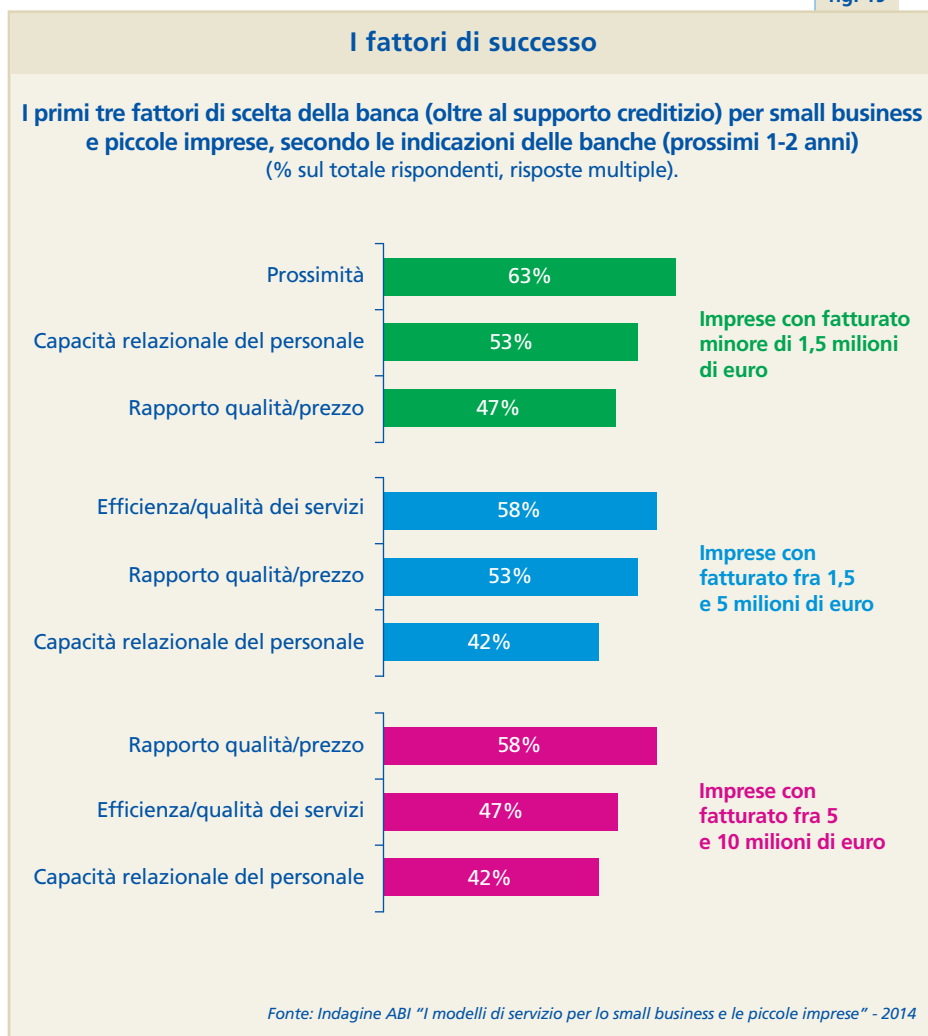 I fattori di successo
I primi tre fattori di scelta della banca (oltre al supporto creditizio) per small business
e piccole imprese, secondo le indicazioni delle banche (prossimi 1-2 anni)
(% sul totale rispondenti, risposte multiple).
Prossimità
63%
Capacità relazionale del personale
53%
Rapporto qualità/prezzo
47%
Imprese con fatturato
minore di 1,5 milioni
di euro
Efficienza/qualità dei servizi
58%
Rapporto qualità/prezzo
53%
Capacità relazionale del personale
42%
Imprese con
fatturato fra 1,5
e 5 milioni di euro
Rapporto qualità/prezzo
58%
Efficienza/qualità dei servizi
47%
Capacità relazionale del personale
42%
Imprese con
fatturato fra 5
e 10 milioni di euro
Fonte: Indagine ABI "I modelli di servizio per lo small business e le piccole imprese" - 2014